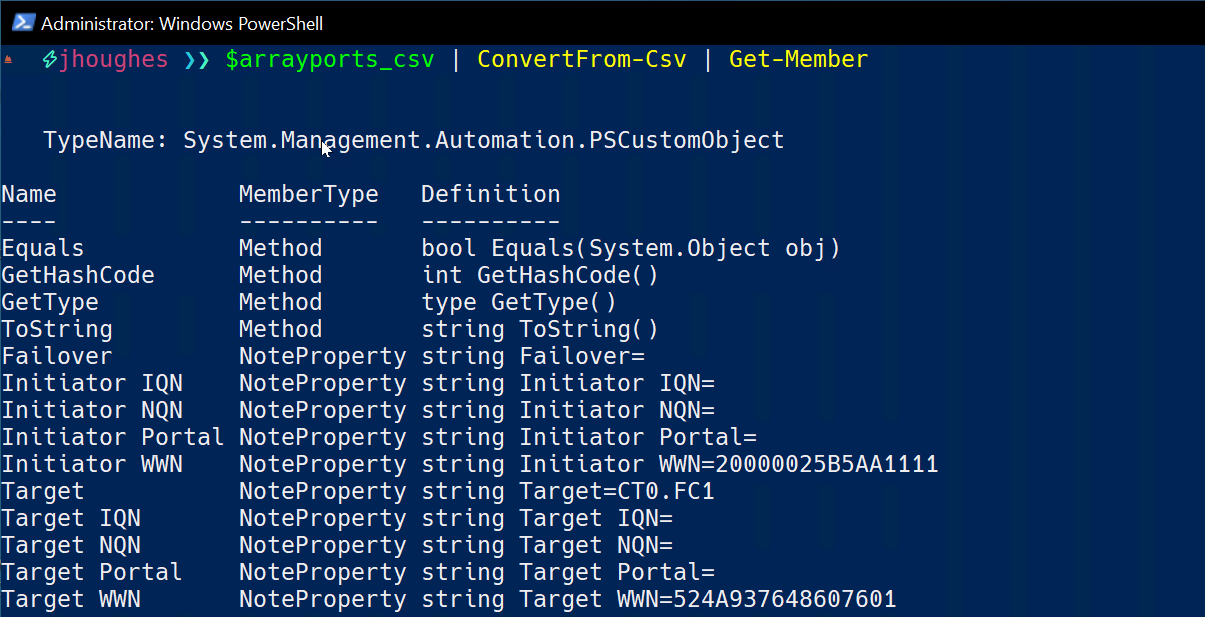 Administrator: Windows PowerShell
⚡jhoughes ❯❯ $arrayports_csv | ConvertFrom-Csv | Get-Member
TypeName: System.Management.Automation.PSCustomObject
Name MemberType Definition
---- ---------- ----------
Equals Method bool Equals(System.Object obj)
GetHashCode Method int GetHashCode()
GetType Method type GetType()
ToString Method string ToString()
Failover NoteProperty string Failover=
Initiator IQN NoteProperty string Initiator IQN=
Initiator NQN NoteProperty string Initiator NQN=
Initiator Portal NoteProperty string Initiator Portal=
Initiator WWN NoteProperty string Initiator WWN=20000025B5AA1111
Target NoteProperty string Target=CT0.FC1
Target IQN NoteProperty string Target IQN=
Target NQN NoteProperty string Target NQN=
Target Portal NoteProperty string Target Portal=
Target WWN NoteProperty string Target WWN=524A937648607601